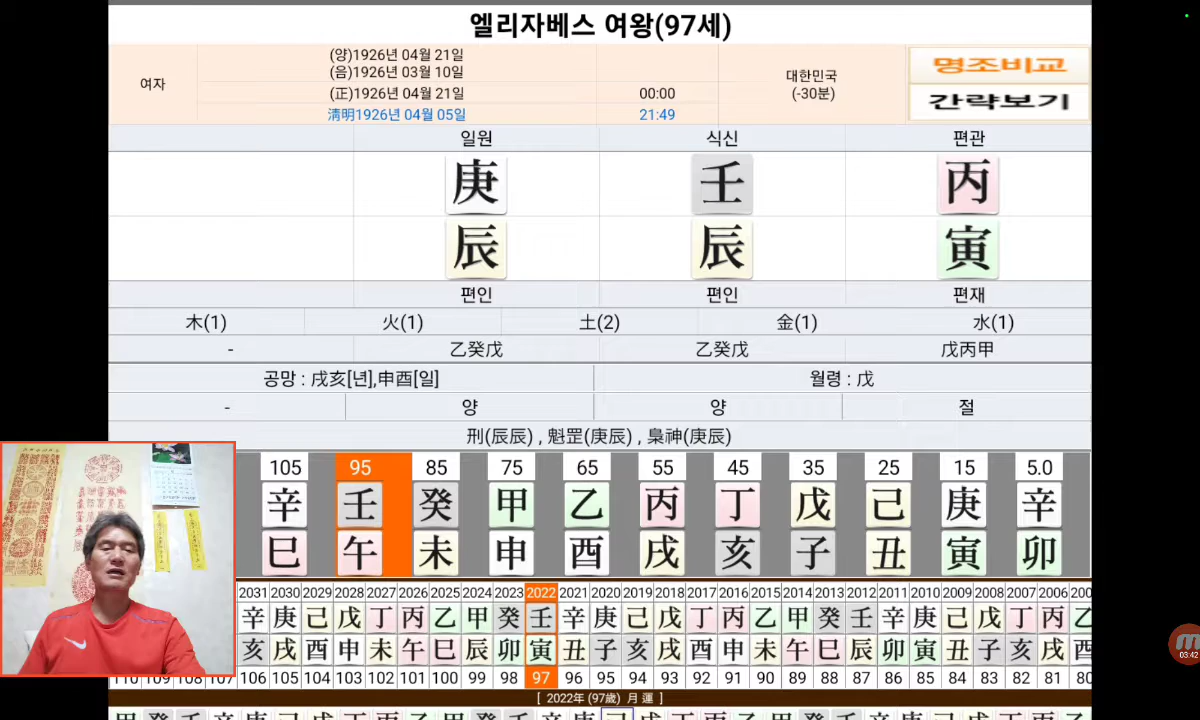 엘리자베스 여왕(97세)
여자
(양)1926년 04월 21일
(음)1926년 03월 10일
(正)1926년 04월 21일 00:00
淸明1926년 04월 05일 21:49
대한민국
(-30분)
명조비교
간략보기
일원 식신 편관
庚 壬 丙
辰 辰 寅
편인 편인 편재
木(1) 火(1) 土(2) 金(1) 水(1)
- 乙癸戊 乙癸戊 戊丙甲
공망 : 戌亥[년],申酉[일] 월령 : 戊
- 양 양 절
刑(辰辰) , 魁罡(庚辰) , 梟神(庚辰)
105 95 85 75 65 55 45 35 25 15 5.0
辛 壬 癸 甲 乙 丙 丁 戊 己 庚 辛
巳 午 未 申 酉 戌 亥 子 丑 寅 卯
2031 2030 2029 2028 2027 2026 2025 2024 2023 2022 2021 2020 2019 2018 2017 2016 2015 2014 2013 2012 2011 2010 2009 2008 2007 2006
辛 庚 己 戊 丁 丙 乙 甲 癸 壬 辛 庚 己 戊 丁 丙 乙 甲 癸 壬 辛 庚 己 戊 丁 丙 乙
亥 戌 酉 申 未 午 巳 辰 卯 寅 丑 子 亥 戌 酉 申 未 午 巳 辰 卯 寅 丑 子 亥 戌 酉
110 109 108 107 106 105 104 103 102 101 100 99 98 97 96 95 94 93 92 91 90 89 88 87 86 85 84 83 82 81 80
[ 2022年 (97歲) 月 運 ]
03:42